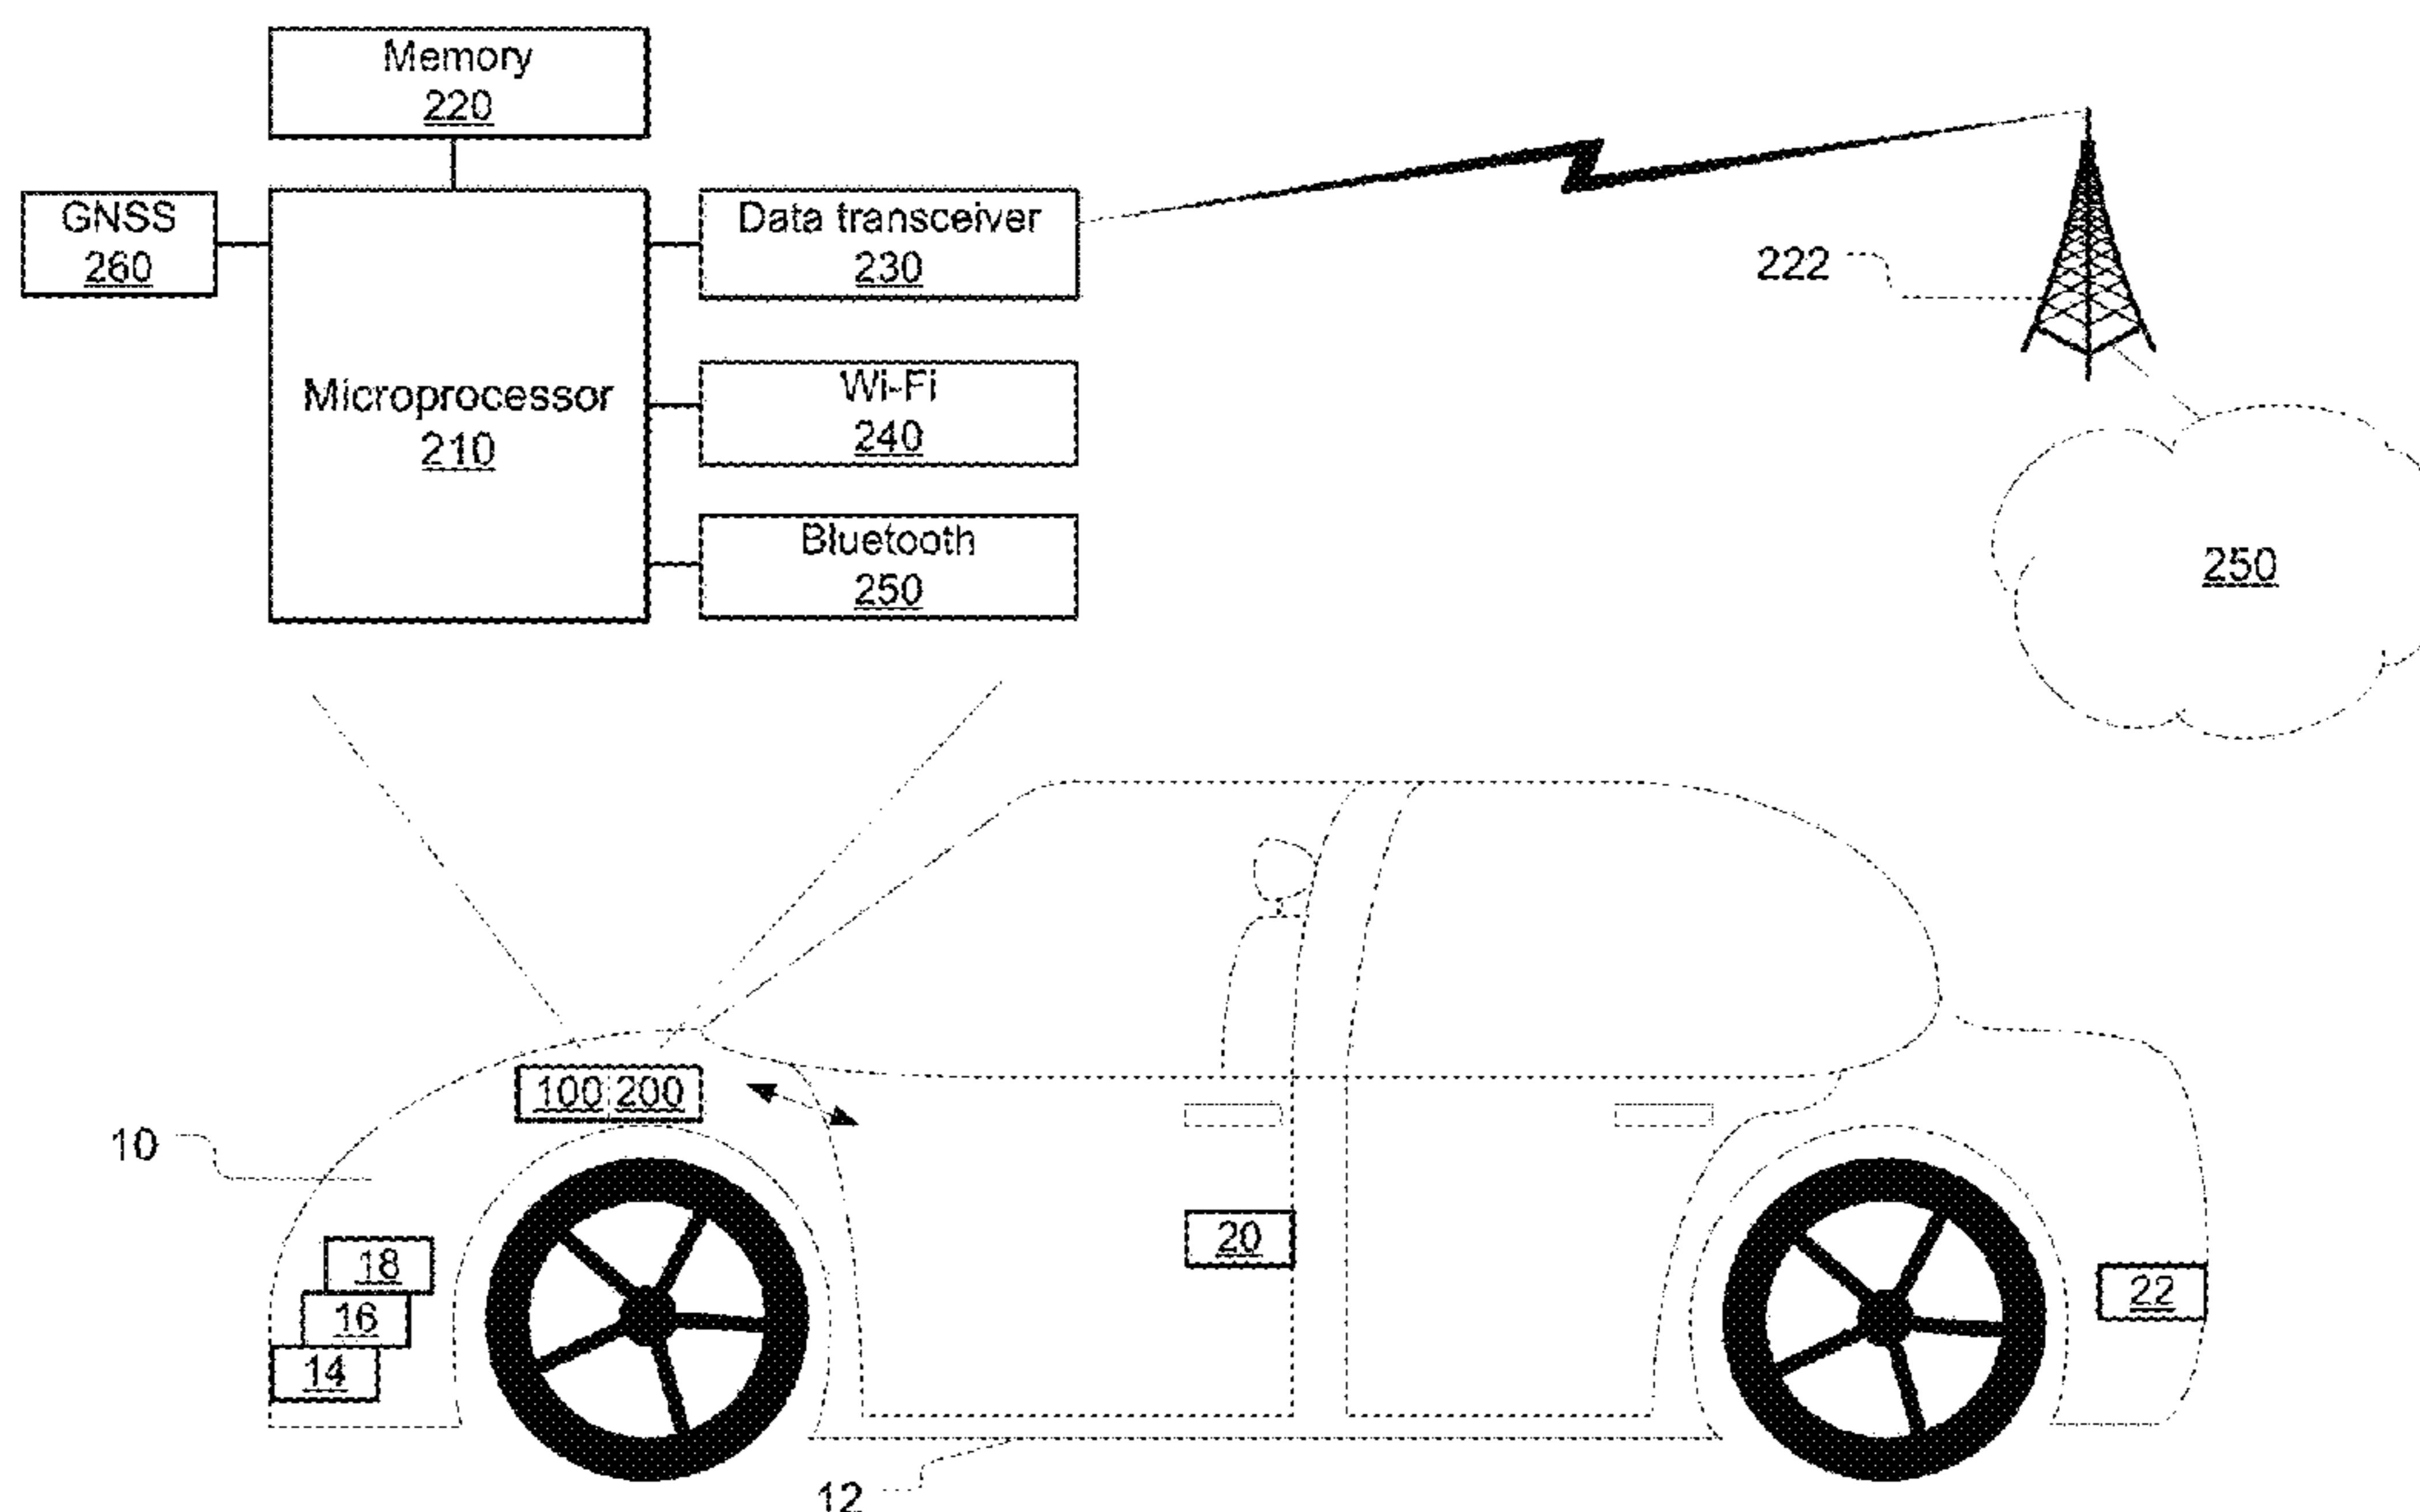 Memory
220
GNSS
260
Data transceiver
230
222
Microprocessor
210
Wi-Fi
240
Bluetooth
250
250
100 200
10
20
18
16
14
22
12